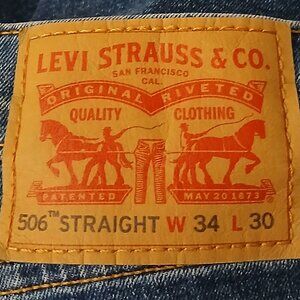 LEVI STRAUSS & CO.
SAN FRANCISCO
CAL.
ORIGINAL RIVETED
QUALITY CLOTHING
PATENTED MAY 20 1873
506™ STRAIGHT W 34 L 30